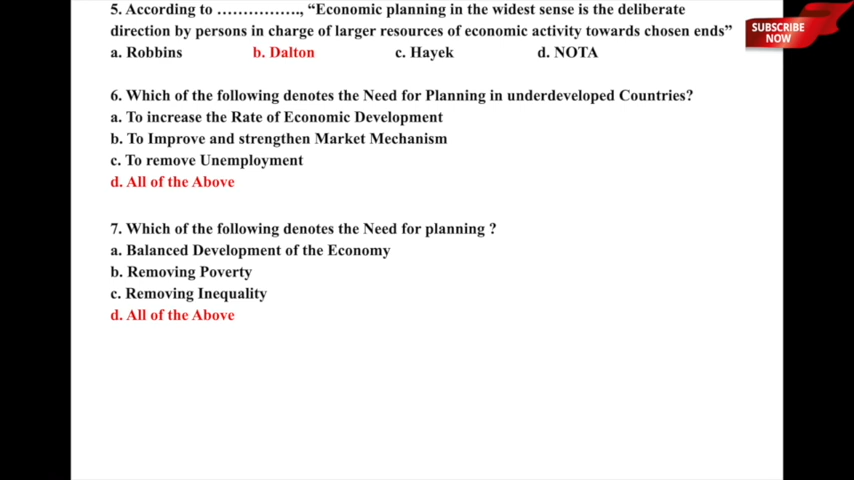 5. According to ……………., “Economic planning in the widest sense is the deliberate
direction by persons in charge of larger resources of economic activity towards chosen ends”
a. Robbins b. Dalton c. Hayek d. NOTA
SUBSCRIBE
NOW
6. Which of the following denotes the Need for Planning in underdeveloped Countries?
a. To increase the Rate of Economic Development
b. To Improve and strengthen Market Mechanism
c. To remove Unemployment
d. All of the Above
7. Which of the following denotes the Need for planning ?
a. Balanced Development of the Economy
b. Removing Poverty
c. Removing Inequality
d. All of the Above